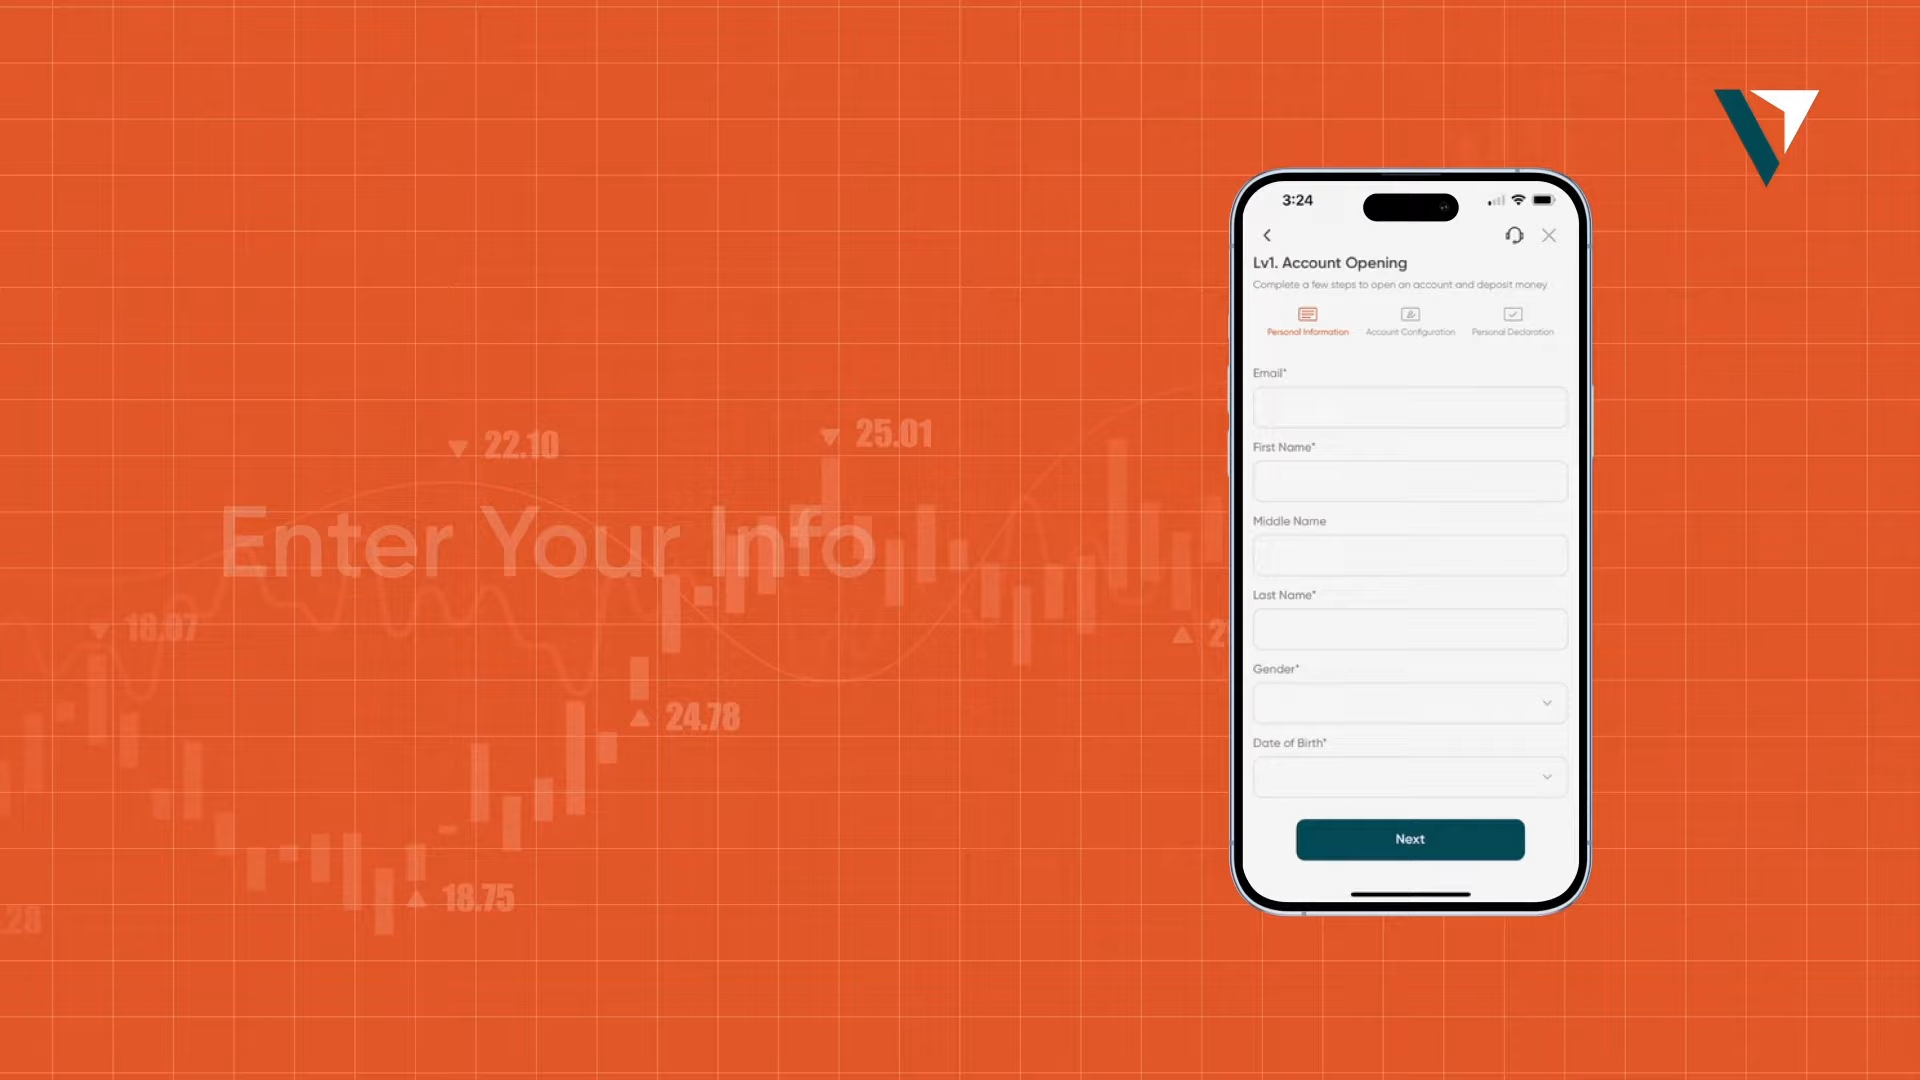 3:24
Lv1. Account Opening
Complete a few steps to open an account and deposit money
Personal Information Account Configuration Personal Declaration
Email*
First Name*
Middle Name
Last Name*
Gender*
Date of Birth*
Next
Enter Your Info
22.10
25.01
18.07
24.78
18.75
.28